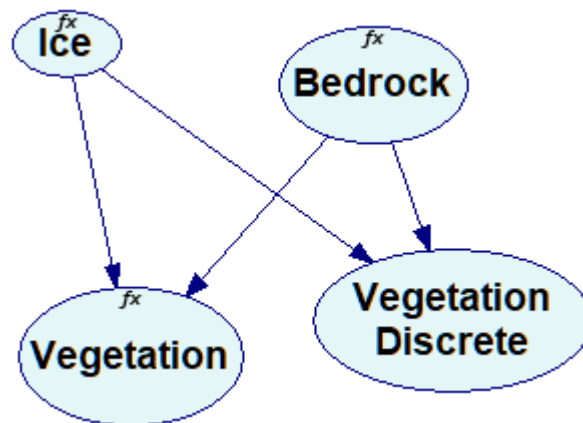 fx
Ice
fx
Bedrock
fx
Vegetation
Vegetation
Discrete